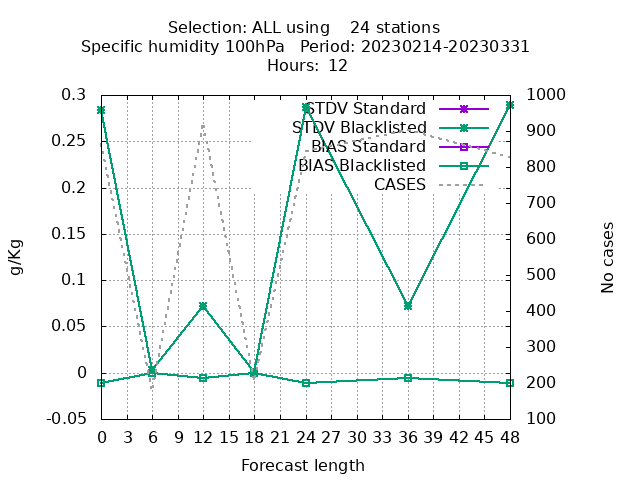 Selection: ALL using    24 stations
Specific humidity 100hPa   Period: 20230214-20230331
Hours:  12
0.3
0.25
0.2
0.15
0.1
0.05
0
-0.05
g/Kg
STDV Standard
STDV Blacklisted
BIAS Standard
BIAS Blacklisted
CASES
1000
900
800
700
600
500
400
300
200
100
No cases
0 3 6 9 12 15 18 21 24 27 30 33 36 39 42 45 48
Forecast length